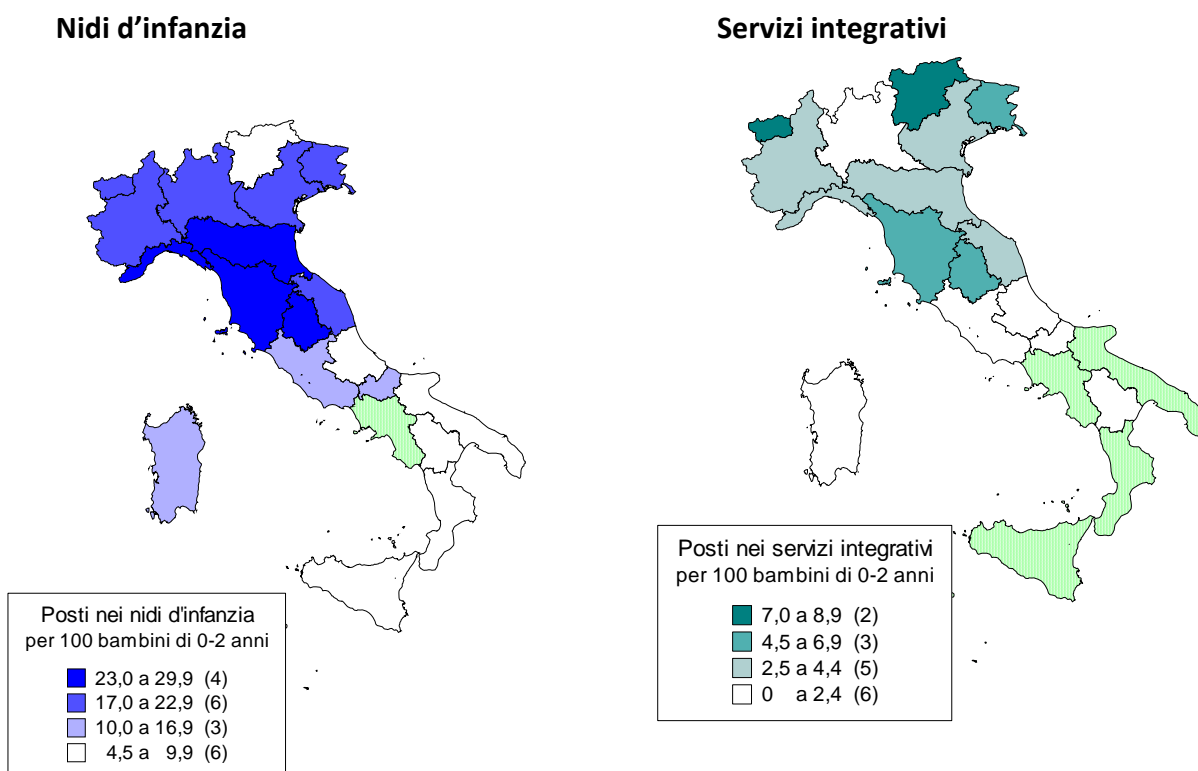 Nidi d’infanzia
Servizi integrativi
Posti nei nidi d'infanzia
per 100 bambini di 0-2 anni
23,0 a 29,9 (4)
17,0 a 22,9 (6)
10,0 a 16,9 (3)
4,5 a 9,9 (6)
Posti nei servizi integrativi
per 100 bambini di 0-2 anni
7,0 a 8,9 (2)
4,5 a 6,9 (3)
2,5 a 4,4 (5)
0 a 2,4 (6)